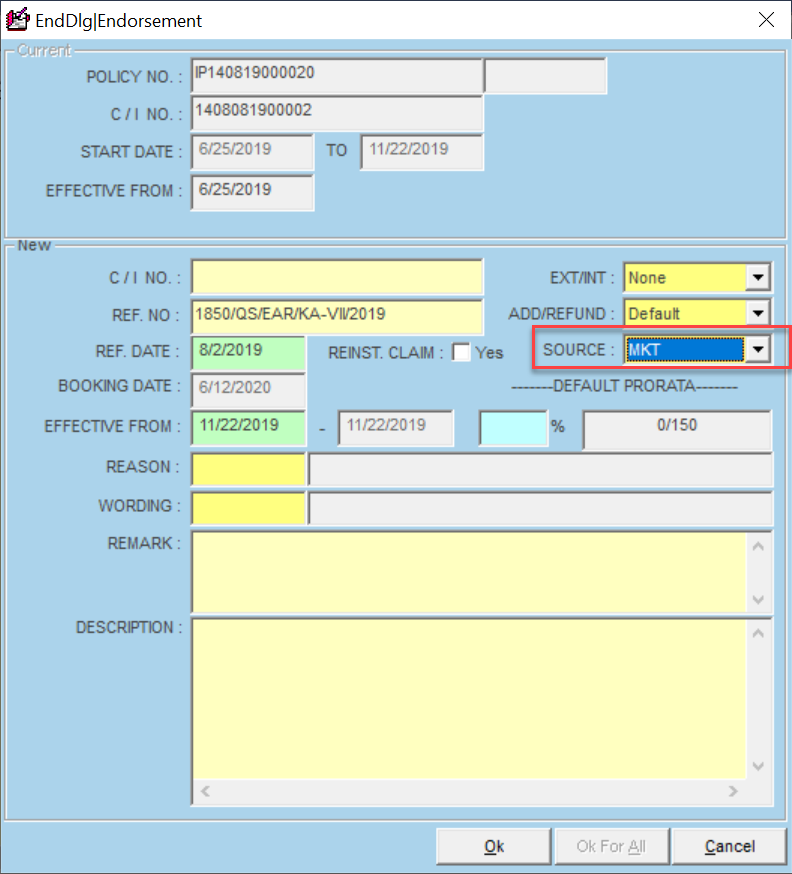 EndDlg|Endorsement
Current
POLICY NO. : IP140819000020
C / I NO. : 1408081900002
START DATE : 6/25/2019 TO 11/22/2019
EFFECTIVE FROM : 6/25/2019
New
C / I NO. : EXT/INT : None
REF. NO : 1850/QS/EAR/KA-VII/2019 ADD/REFUND : Default
REF. DATE : 8/2/2019 REINST. CLAIM : Yes SOURCE : MKT
BOOKING DATE : 6/12/2020 -------DEFAULT PRORATA-------
EFFECTIVE FROM : 11/22/2019 - 11/22/2019 % 0/150
REASON :
WORDING :
REMARK :
DESCRIPTION :
Ok Ok For All Cancel